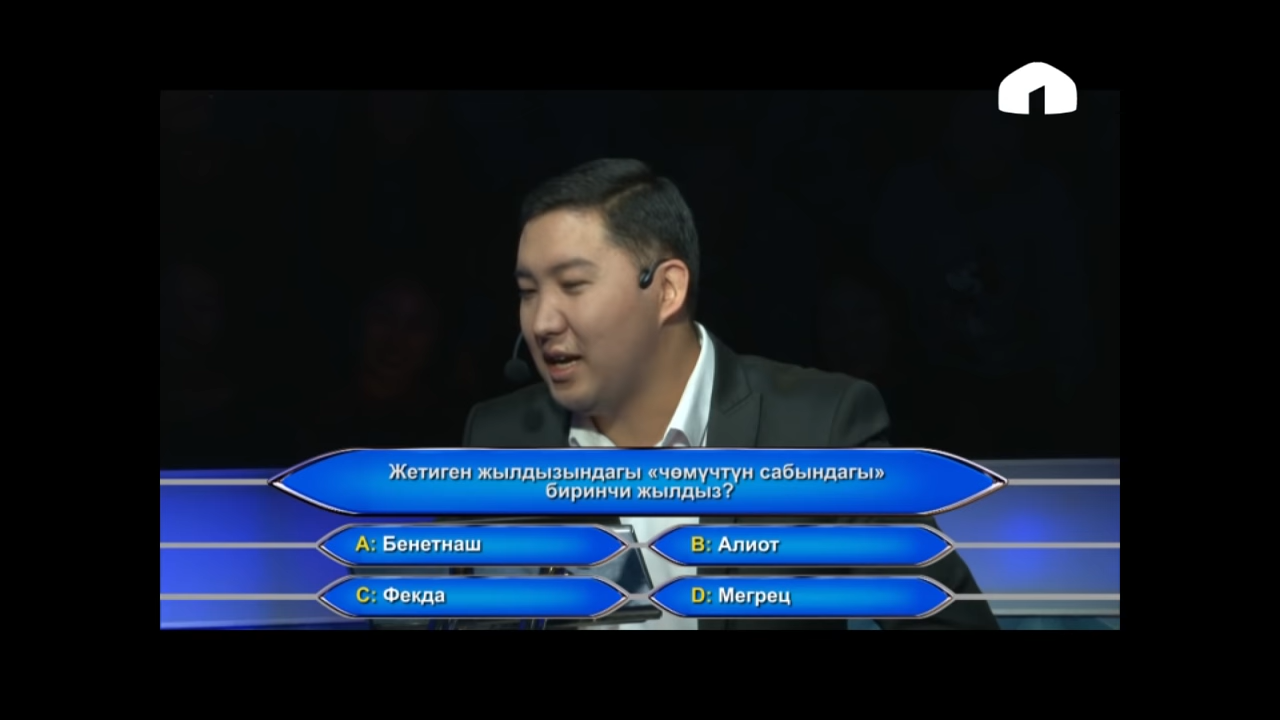 Жетиген жылдызындагы «чөмүчтүн сабындагы»
биринчи жылдыз?
A: Бенетнаш
B: Алиот
C: Фекда
D: Мегрец